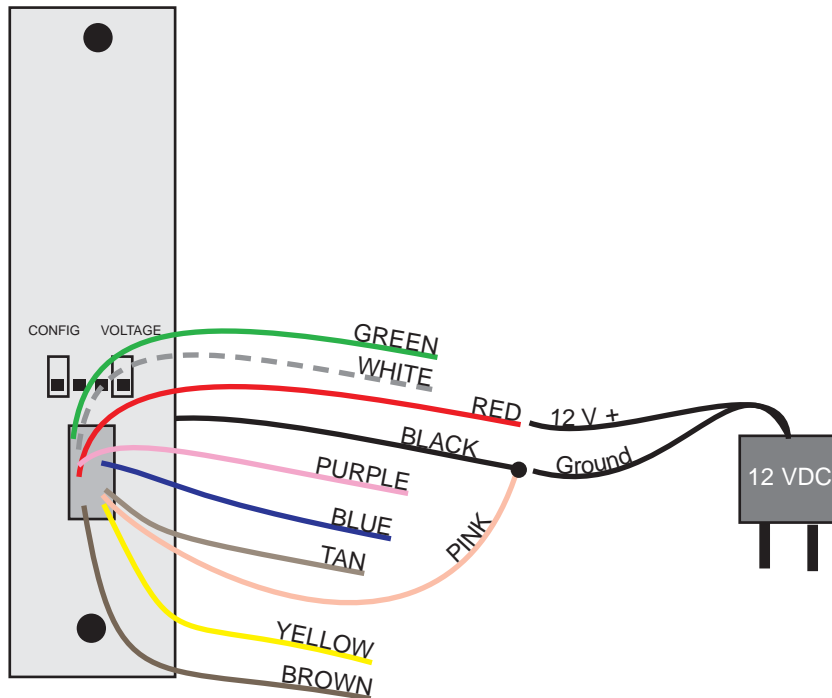 CONFIG VOLTAGE
GREEN
WHITE
RED
12 V +
BLACK
Ground
PURPLE
12 VDC
BLUE
PINK
TAN
YELLOW
BROWN